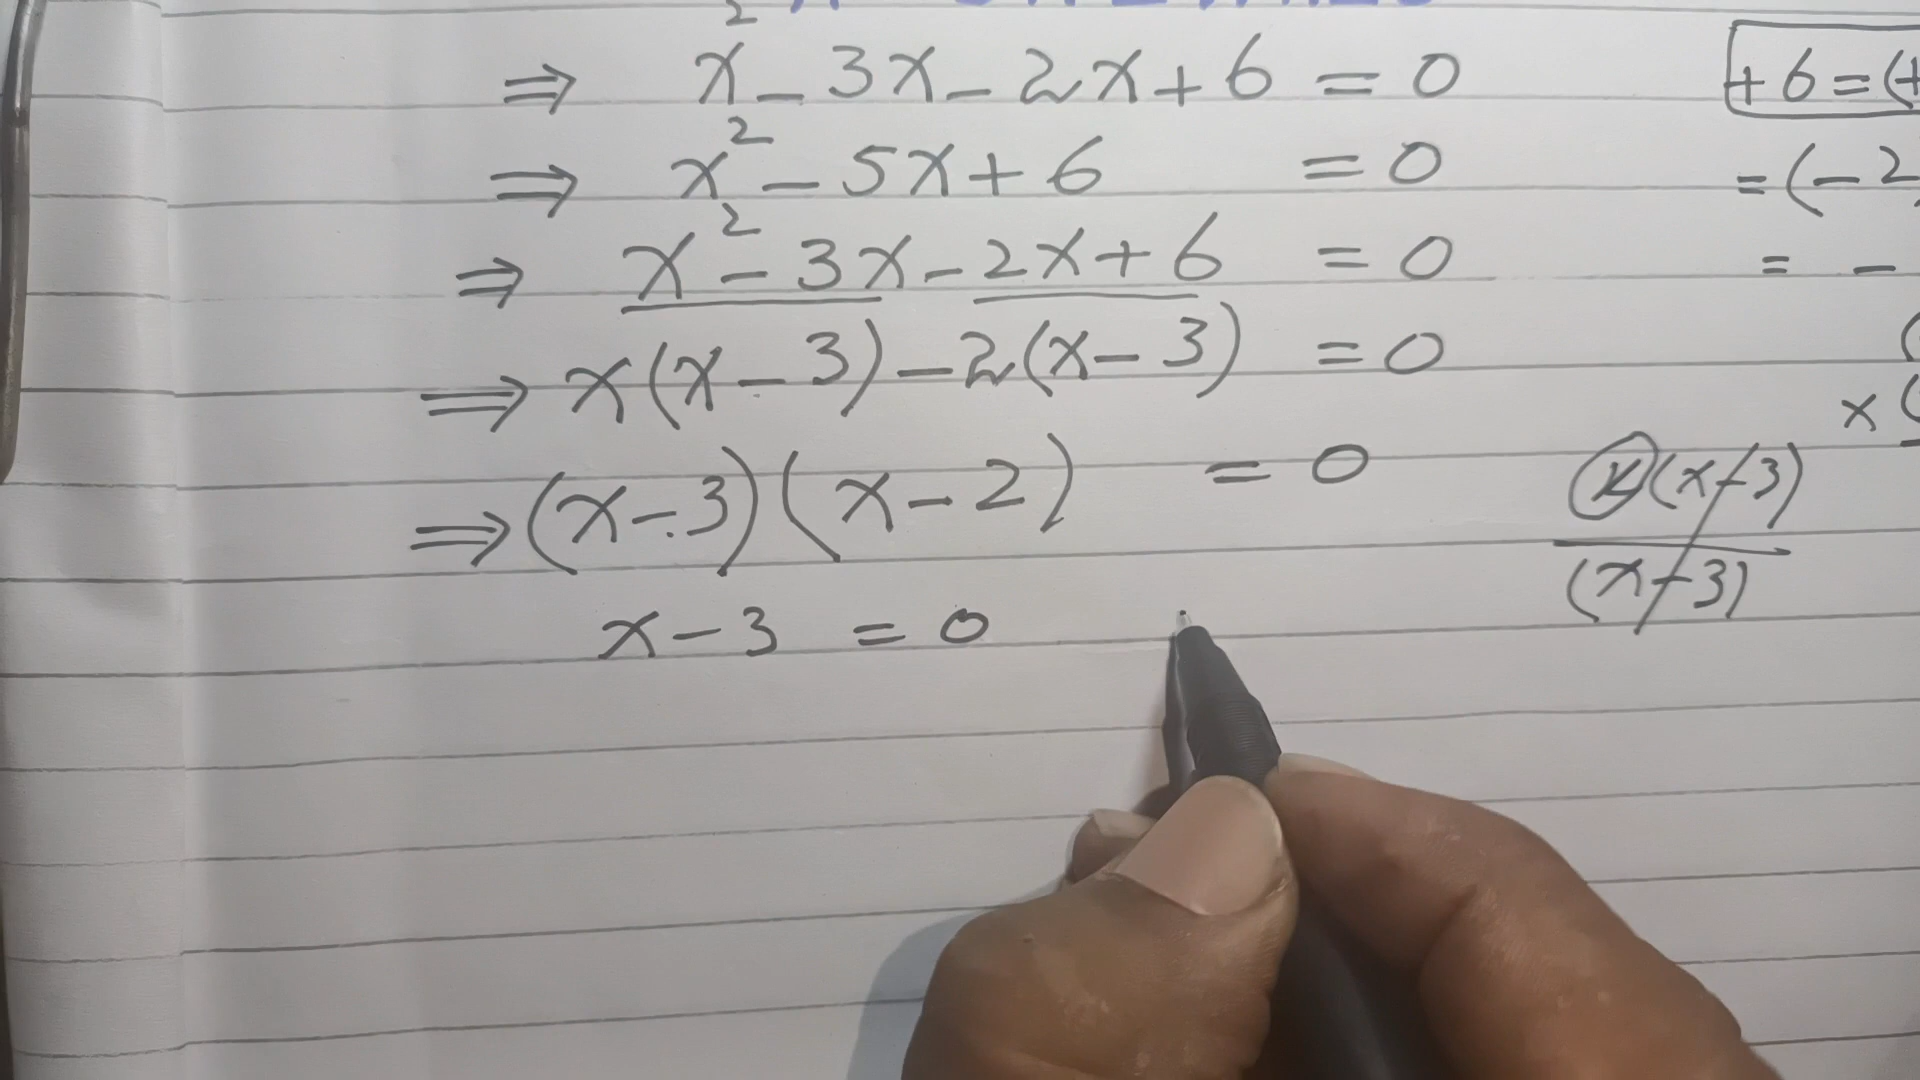 ⇒ x² - 3x - 2x + 6 = 0
⇒ x² - 5x + 6 = 0
⇒ x² - 3x - 2x + 6 = 0
⇒ x(x - 3) - 2(x - 3) = 0
⇒ (x - 3)(x - 2) = 0
x - 3 = 0
+ 6 = (+
= (- 2
= -
(
× (
x(x - 3)
(x - 3)